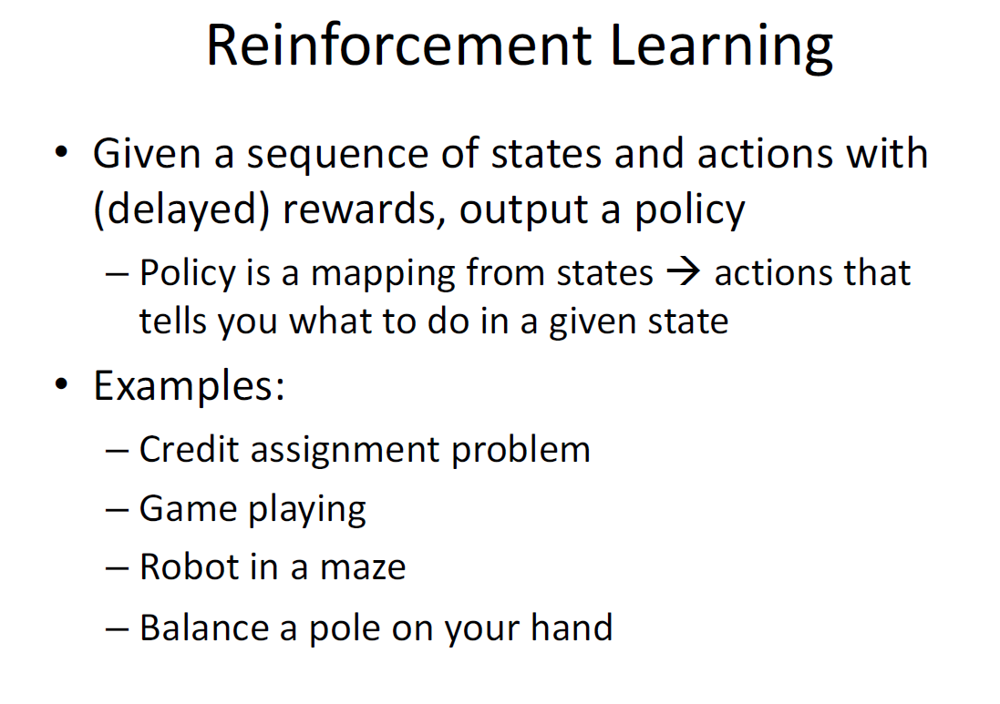 Reinforcement Learning
• Given a sequence of states and actions with
(delayed) rewards, output a policy
– Policy is a mapping from states → actions that
tells you what to do in a given state
• Examples:
– Credit assignment problem
– Game playing
– Robot in a maze
– Balance a pole on your hand